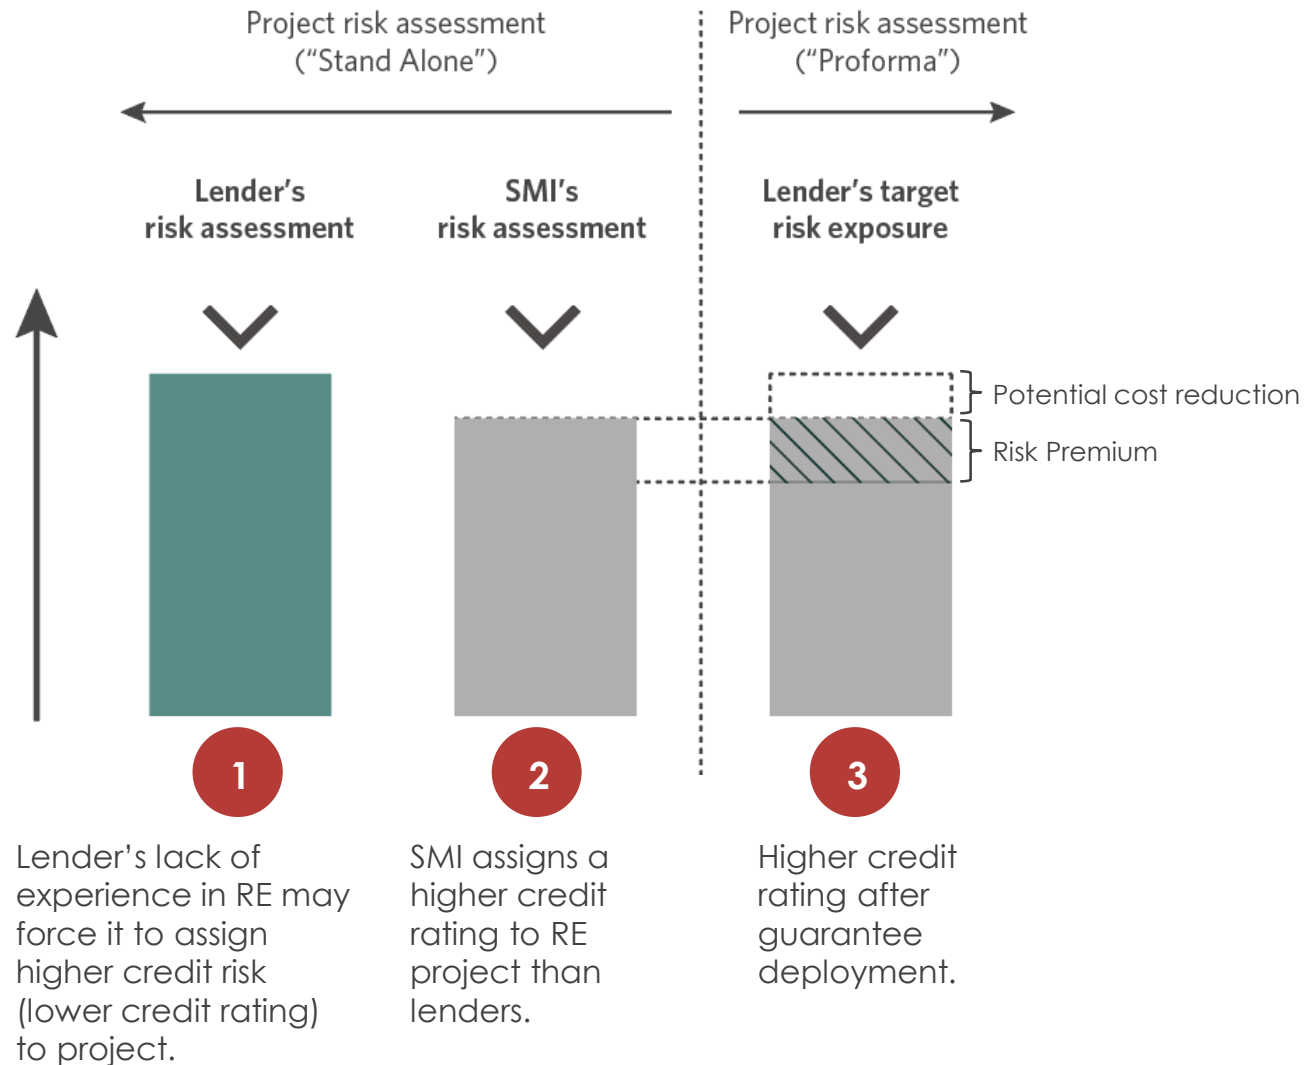 Project risk assessment
(“Stand Alone”)
Project risk assessment
(“Proforma”)
Lender’s
risk assessment
SMI’s
risk assessment
Lender’s target
risk exposure
Potential cost reduction
Risk Premium
1
2
3
Lender’s lack of
experience in RE may
force it to assign
higher credit risk
(lower credit rating)
to project.
SMI assigns a
higher credit
rating to RE
project than
lenders.
Higher credit
rating after
guarantee
deployment.